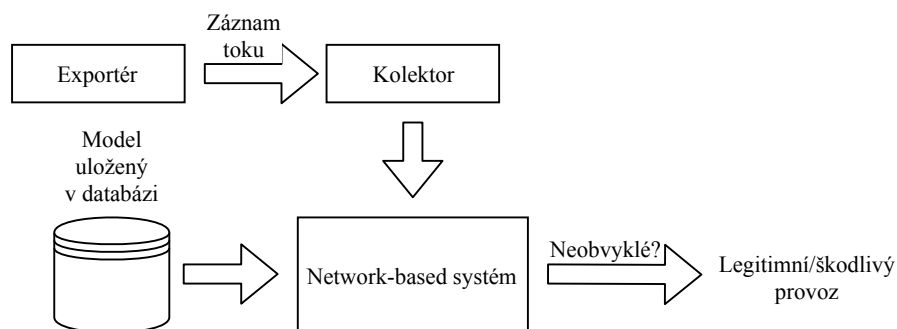 Záznam
toku
Exportér
Kolektor
Model
uložený
v databázi
Network-based systém
Neobvyklé?
Legitimní/škodlivý
provoz